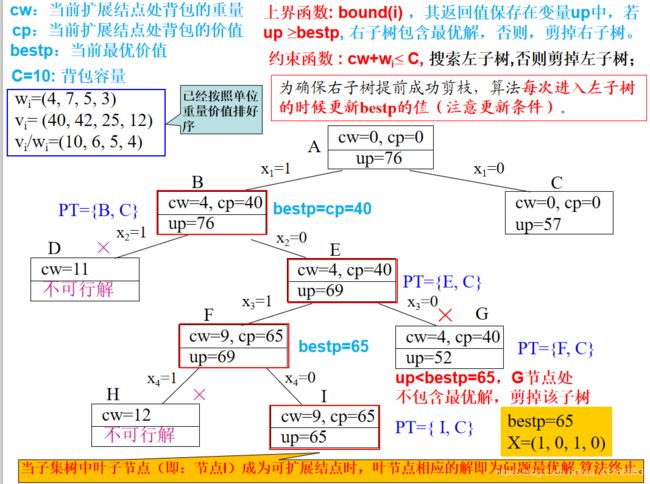 cw：当前扩展结点处背包的重量
cp：当前扩展结点处背包的价值
bestp：当前最优价值
C=10: 背包容量
上界函数: bound(i) ，其返回值保存在变量up中，若
up ≥bestp, 右子树包含最优解，否则，剪掉右子树。
约束函数 : cw+wᵢ≤ C, 搜索左子树,否则剪掉左子树；
为确保右子树提前成功剪枝，算法每次进入左子树
的时候更新bestp的值（注意更新条件）。
wᵢ=(4, 7, 5, 3)
vᵢ= (40, 42, 25, 12)
vᵢ/wᵢ=(10, 6, 5, 4)
已经按照单位
重量价值排好
序
A
cw=0, cp=0
up=76
x₁=1
x₁=0
B
cw=4, cp=40
up=76
PT={B, C}
bestp=cp=40
C
cw=0, cp=0
up=57
x₂=1
×
x₂=0
D
cw=11
不可行解
E
cw=4, cp=40
up=69
PT={E, C}
x₃=1
x₃=0
×
F
cw=9, cp=65
up=69
bestp=65
G
cw=4, cp=40
up=52
PT={F, C}
up<bestp=65，G节点处
不包含最优解，剪掉该子树
x₄=1
×
x₄=0
H
cw=12
不可行解
I
cw=9, cp=65
up=65
PT={ I, C}
bestp=65
X=(1, 0, 1, 0)
当子集树中叶子节点（即：节点I）成为可扩展结点时，叶节点相应的解即为问题最优解,算法终止